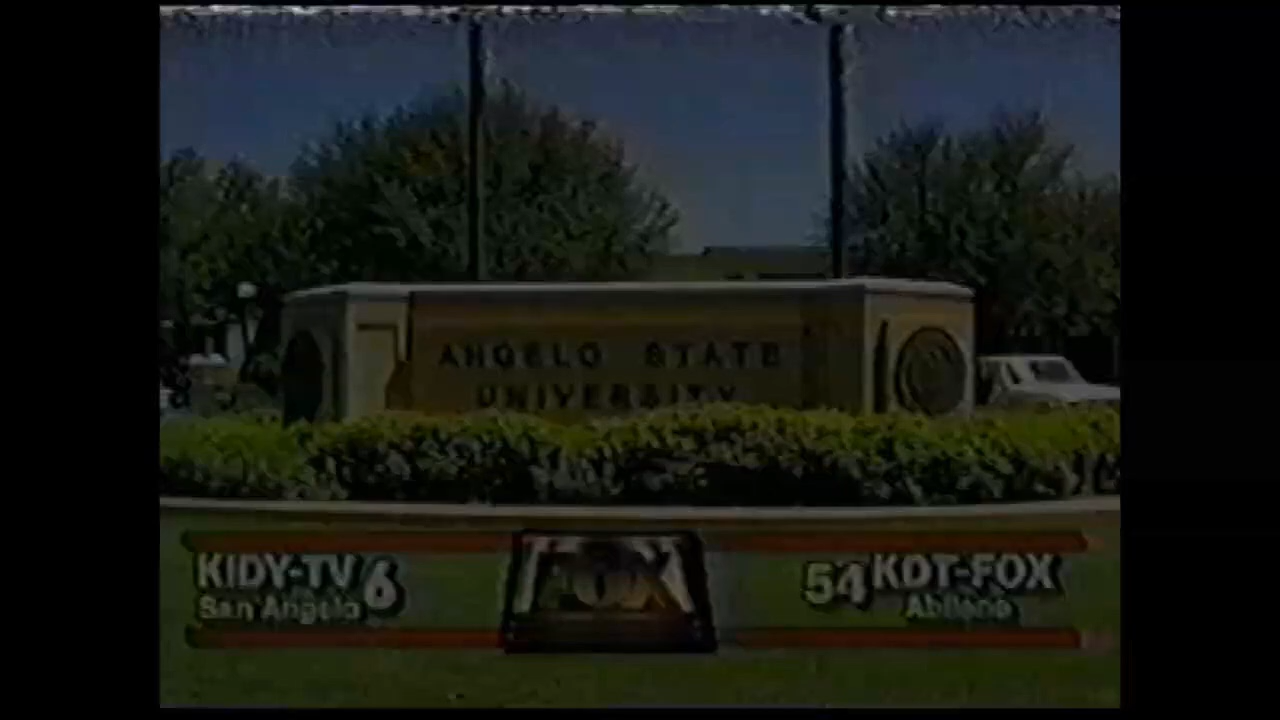 ANGELO STATE
UNIVERSITY
KIDY-TV 6
San Angelo
FOX
54 KDT-FOX
Abilene